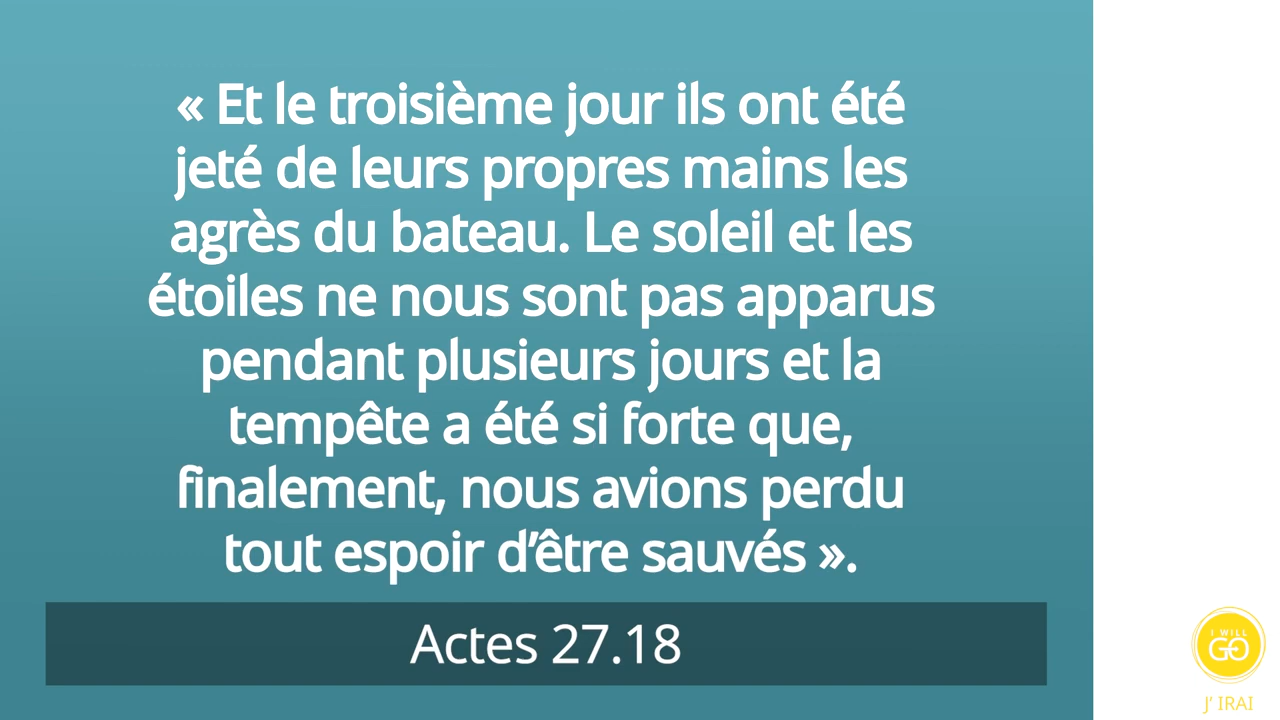 « Et le troisième jour ils ont été
jeté de leurs propres mains les
agrès du bateau. Le soleil et les
étoiles ne nous sont pas apparus
pendant plusieurs jours et la
tempête a été si forte que,
finalement, nous avions perdu
tout espoir d’être sauvés ».
Actes 27.18
I WILL
GO
J’ IRAI